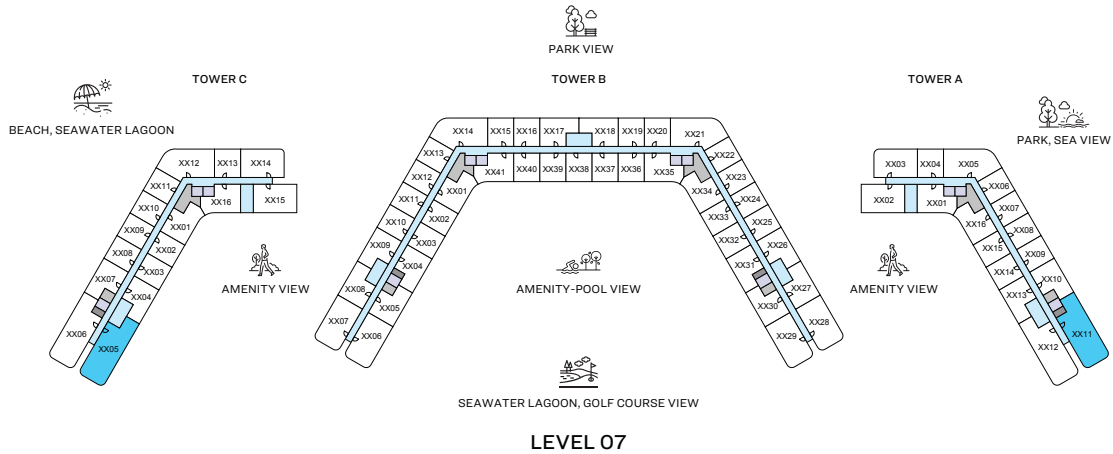 PARK VIEW
TOWER C
TOWER B
TOWER A
BEACH, SEAWATER LAGOON
PARK, SEA VIEW
XX12 XX13 XX14
XX11
XX10
XX09
XX08
XX07
XX06
XX05
XX04
XX03
XX02
XX01
XX16
XX15
XX14 XX15 XX16 XX17 XX18 XX19 XX20 XX21
XX13
XX12
XX11
XX10
XX09
XX08
XX07
XX06
XX05
XX04
XX03
XX02
XX01
XX41 XX40 XX39 XX38 XX37 XX36 XX35
XX22
XX23
XX24
XX25
XX26
XX27
XX28
XX29
XX30
XX31
XX32
XX33
XX34
XX03 XX04 XX05
XX02 XX01
XX06
XX07
XX08
XX09
XX10
XX11
XX12
XX13
XX14
XX15
XX16
AMENITY VIEW
AMENITY-POOL VIEW
AMENITY VIEW
SEAWATER LAGOON, GOLF COURSE VIEW
LEVEL 07